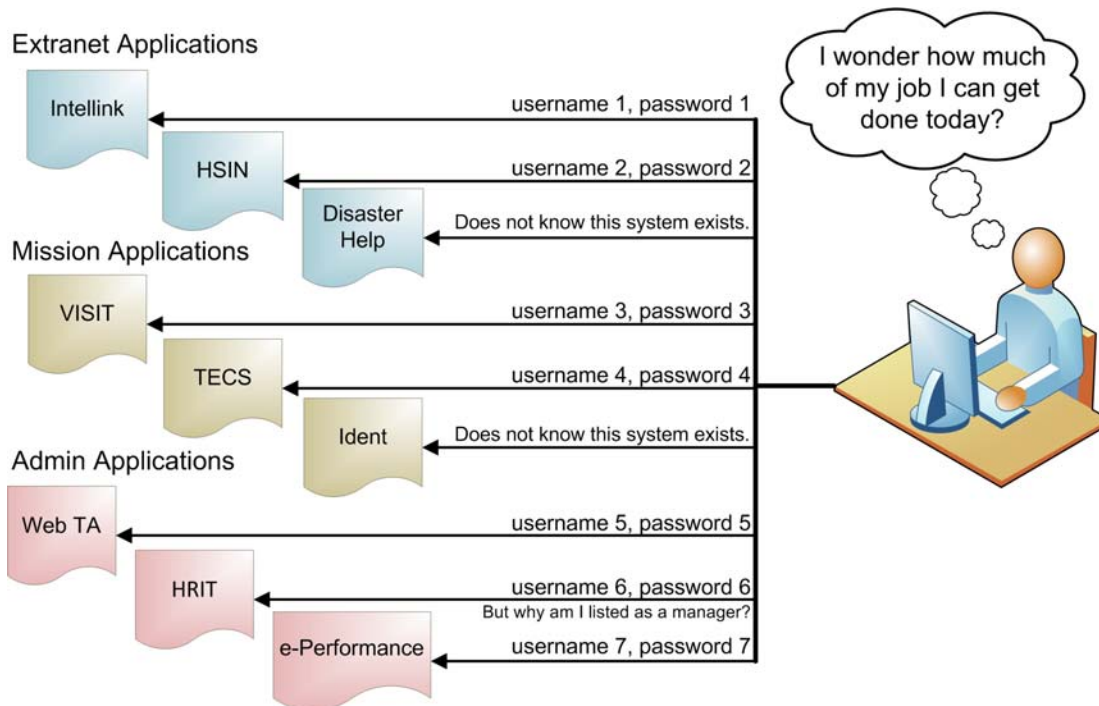 Extranet Applications
I wonder how much
of my job I can get
done today?
Intellink
username 1, password 1
HSIN
username 2, password 2
Disaster
Help
Does not know this system exists.
Mission Applications
VISIT
username 3, password 3
TECS
username 4, password 4
Ident
Does not know this system exists.
Admin Applications
Web TA
username 5, password 5
HRIT
username 6, password 6
But why am I listed as a manager?
e-Performance
username 7, password 7